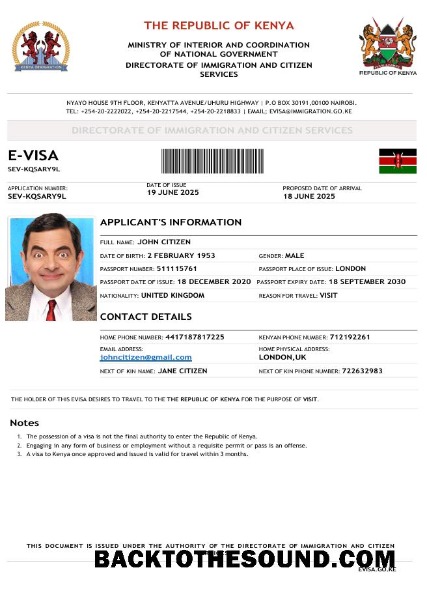 THE REPUBLIC OF KENYA
MINISTRY OF INTERIOR AND COORDINATION
OF NATIONAL GOVERNMENT
DIRECTORATE OF IMMIGRATION AND CITIZEN
SERVICES
REPUBLIC OF KENYA
NYAYO HOUSE 9TH FLOOR, KENYATTA AVENUE/UHURU HIGHWAY | P.O BOX 30191,00100 NAIROBI.
TEL: +254-20-2222022, +254-20-2217544, +254-20-2218833 | EMAIL; EVISA@IMMIGRATION.GO.KE
DIRECTORATE OF IMMIGRATION AND CITIZEN SERVICES
E-VISA
SEV-KQSARY9L
APPLICATION NUMBER:
SEV-KQSARY9L
DATE OF ISSUE
19 JUNE 2025
PROPOSED DATE OF ARRIVAL
18 JUNE 2025
APPLICANT'S INFORMATION
FULL NAME: JOHN CITIZEN
DATE OF BIRTH: 2 FEBRUARY 1953 GENDER: MALE
PASSPORT NUMBER: 511115761 PASSPORT PLACE OF ISSUE: LONDON
PASSPORT DATE OF ISSUE: 18 DECEMBER 2020 PASSPORT EXPIRY DATE: 18 SEPTEMBER 2030
NATIONALITY: UNITED KINGDOM REASON FOR TRAVEL: VISIT
CONTACT DETAILS
HOME PHONE NUMBER: 4417187817225 KENYAN PHONE NUMBER: 712192261
EMAIL ADDRESS: HOME PHYSICAL ADDRESS:
johncitizen@gmail.com LONDON,UK
NEXT OF KIN NAME: JANE CITIZEN NEXT OF KIN PHONE NUMBER: 722632983
THE HOLDER OF THIS EVISA DESIRES TO TRAVEL TO THE THE REPUBLIC OF KENYA FOR THE PURPOSE OF VISIT.
Notes
1. The possession of a visa is not the final authority to enter the Republic of Kenya.
2. Engaging in any form of business or employment without a requisite permit or pass is an offense.
3. A visa to Kenya once approved and issued is valid for travel within 3 months.
THIS DOCUMENT IS ISSUED UNDER THE AUTHORITY OF THE DIRECTORATE OF IMMIGRATION AND CITIZEN
BACKTOTHESOUND.COM
EVISA.GO.KE